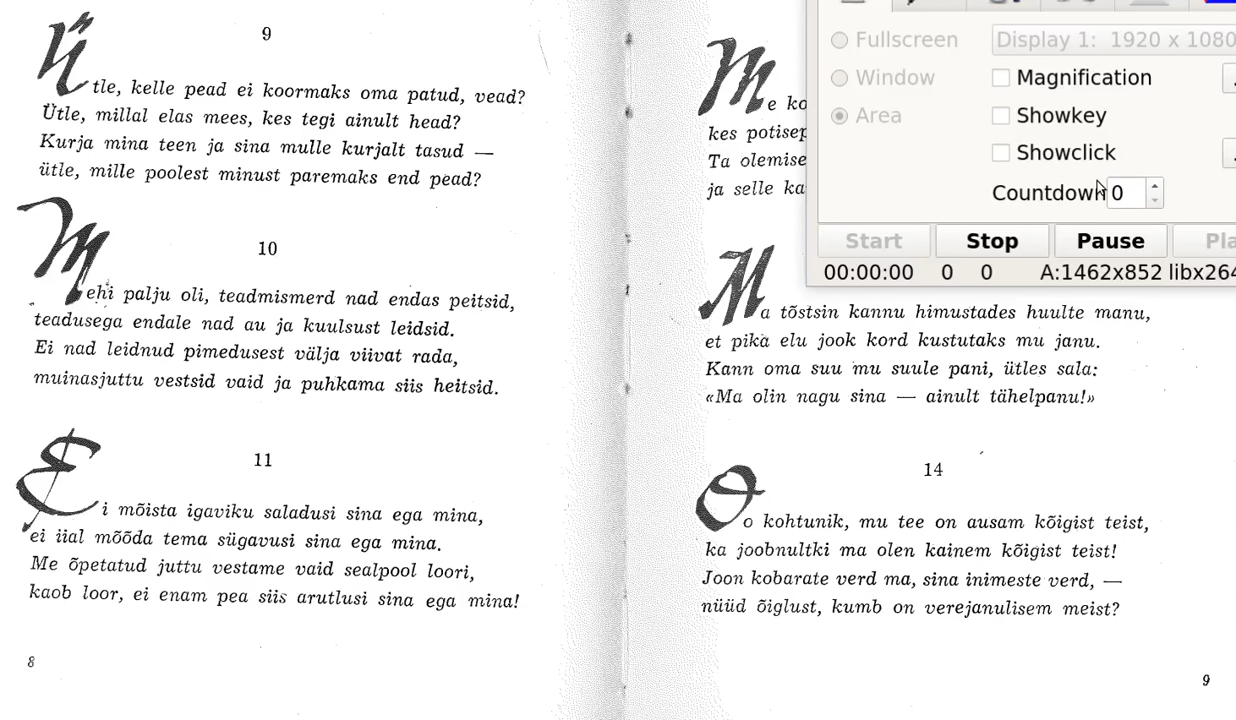 9
Ütle, kelle pead ei koormaks oma patud, vead?
Ütle, millal elas mees, kes tegi ainult head?
Kurja mina teen ja sina mulle kurjalt tasud —
ütle, mille poolest minust paremaks end pead?
10
Mehi palju oli, teadmismerd nad endas peitsid,
teadusega endale nad au ja kuulsust leidsid.
Ei nad leidnud pimedusest välja viivat rada,
muinasjuttu vestsid vaid ja puhkama siis heitsid.
11
Ei mõista igaviku saladusi sina ega mina,
ei iial mõõda tema sügavusi sina ega mina.
Me õpetatud juttu vestame vaid sealpool loori,
kaob loor, ei enam pea siis arutlusi sina ega mina!
8
Me ko
kes potisep
Ta olemise
ja selle ka
Ma tõstsin kannu himustades huulte manu,
et pika elu jook kord kustutaks mu janu.
Kann oma suu mu suule pani, ütles sala:
«Ma olin nagu sina — ainult tähelpanu!»
14
Oo kohtunik, mu tee on ausam kõigist teist,
ka joobnultki ma olen kainem kõigist teist!
Joon kobarate verd ma, sina inimeste verd, —
nüüd õiglust, kumb on verejanulisem meist?
9
Fullscreen Display 1: 1920 x 1080
Window Magnification
Area Showkey
Showclick
Countdown 0
Start Stop Pause Pla
00:00:00 0 0 A:1462x852 libx264